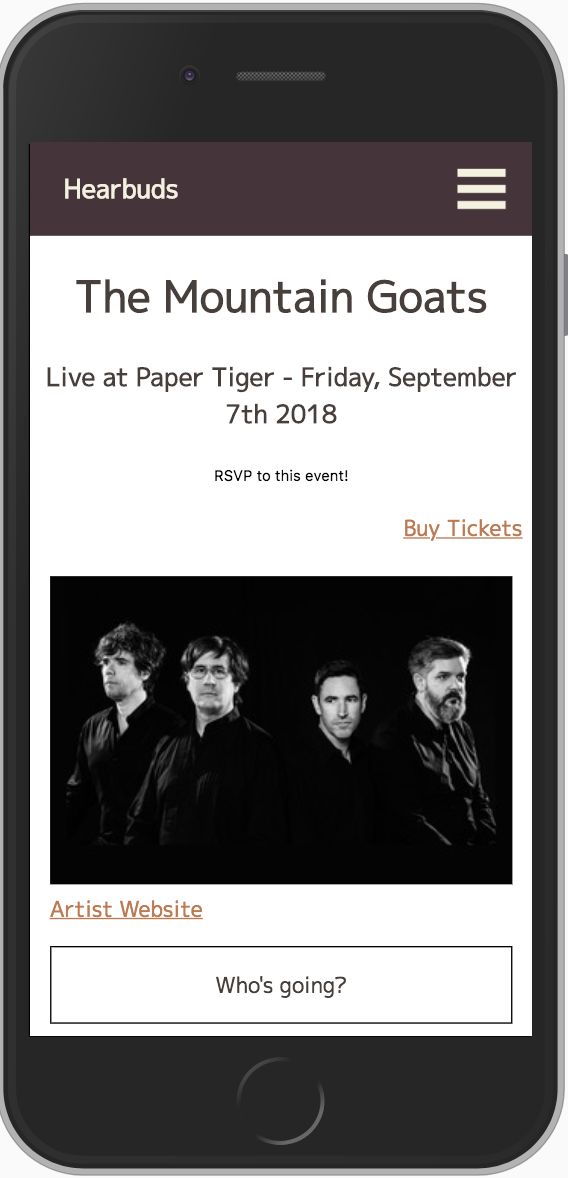 Hearbuds
The Mountain Goats
Live at Paper Tiger - Friday, September
7th 2018
RSVP to this event!
Buy Tickets
Artist Website
Who's going?